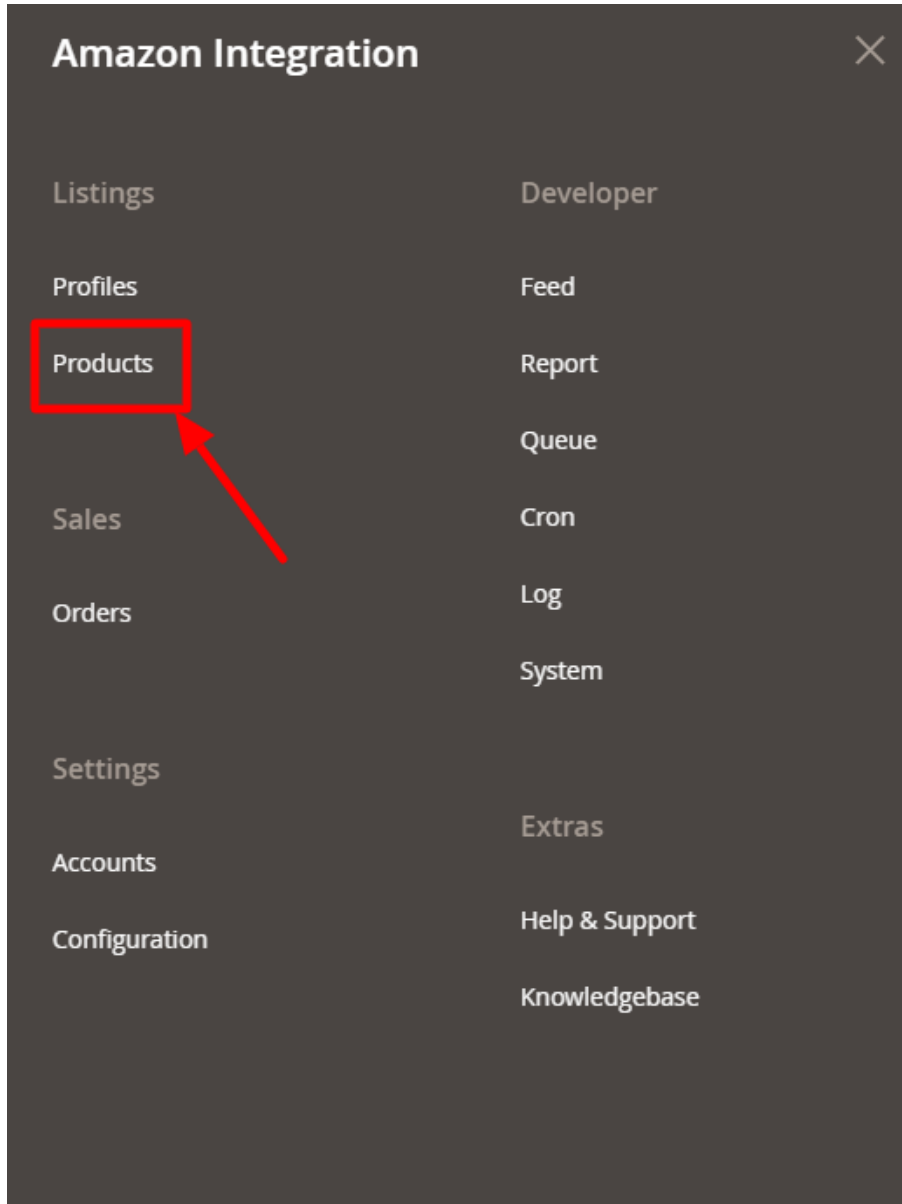 Amazon Integration
Listings
Profiles
Products
Sales
Orders
Settings
Accounts
Configuration
Developer
Feed
Report
Queue
Cron
Log
System
Extras
Help & Support
Knowledgebase